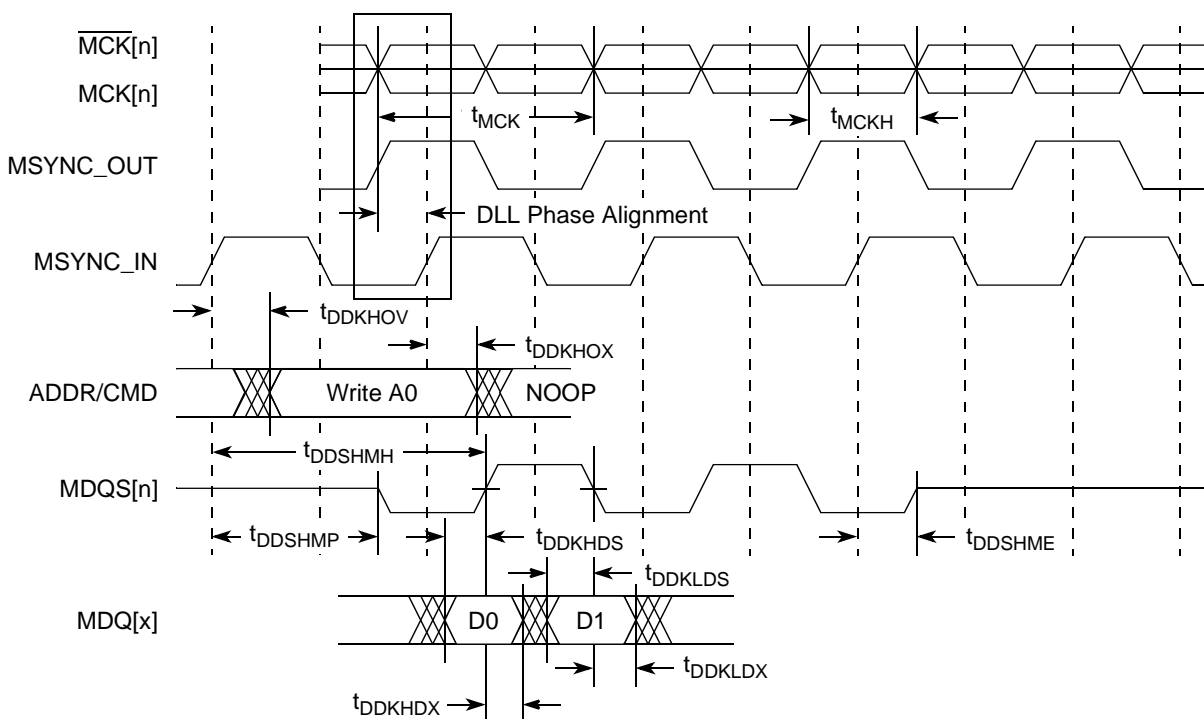 MCK[n]
MCK[n]
tMCK
tMCKH
MSYNC_OUT
DLL Phase Alignment
MSYNC_IN
tDDKHOV
tDDKHOX
ADDR/CMD
Write A0
NOOP
tDDSHMH
MDQS[n]
tDDSHMP
tDDKHDS
tDDSHME
tDDKLDS
MDQ[x]
D0
D1
tDDKLDX
tDDKHDX